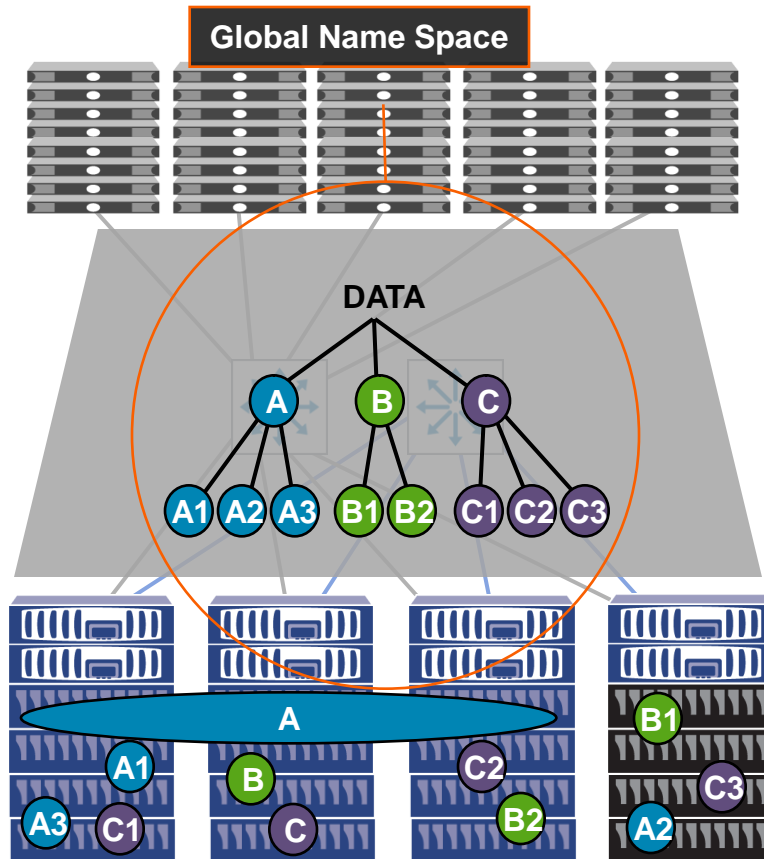 Global Name Space
DATA
A B C
A1 A2 A3 B1 B2 C1 C2 C3
A
B1
A1 B C2
C3
A3 C1 C B2 A2